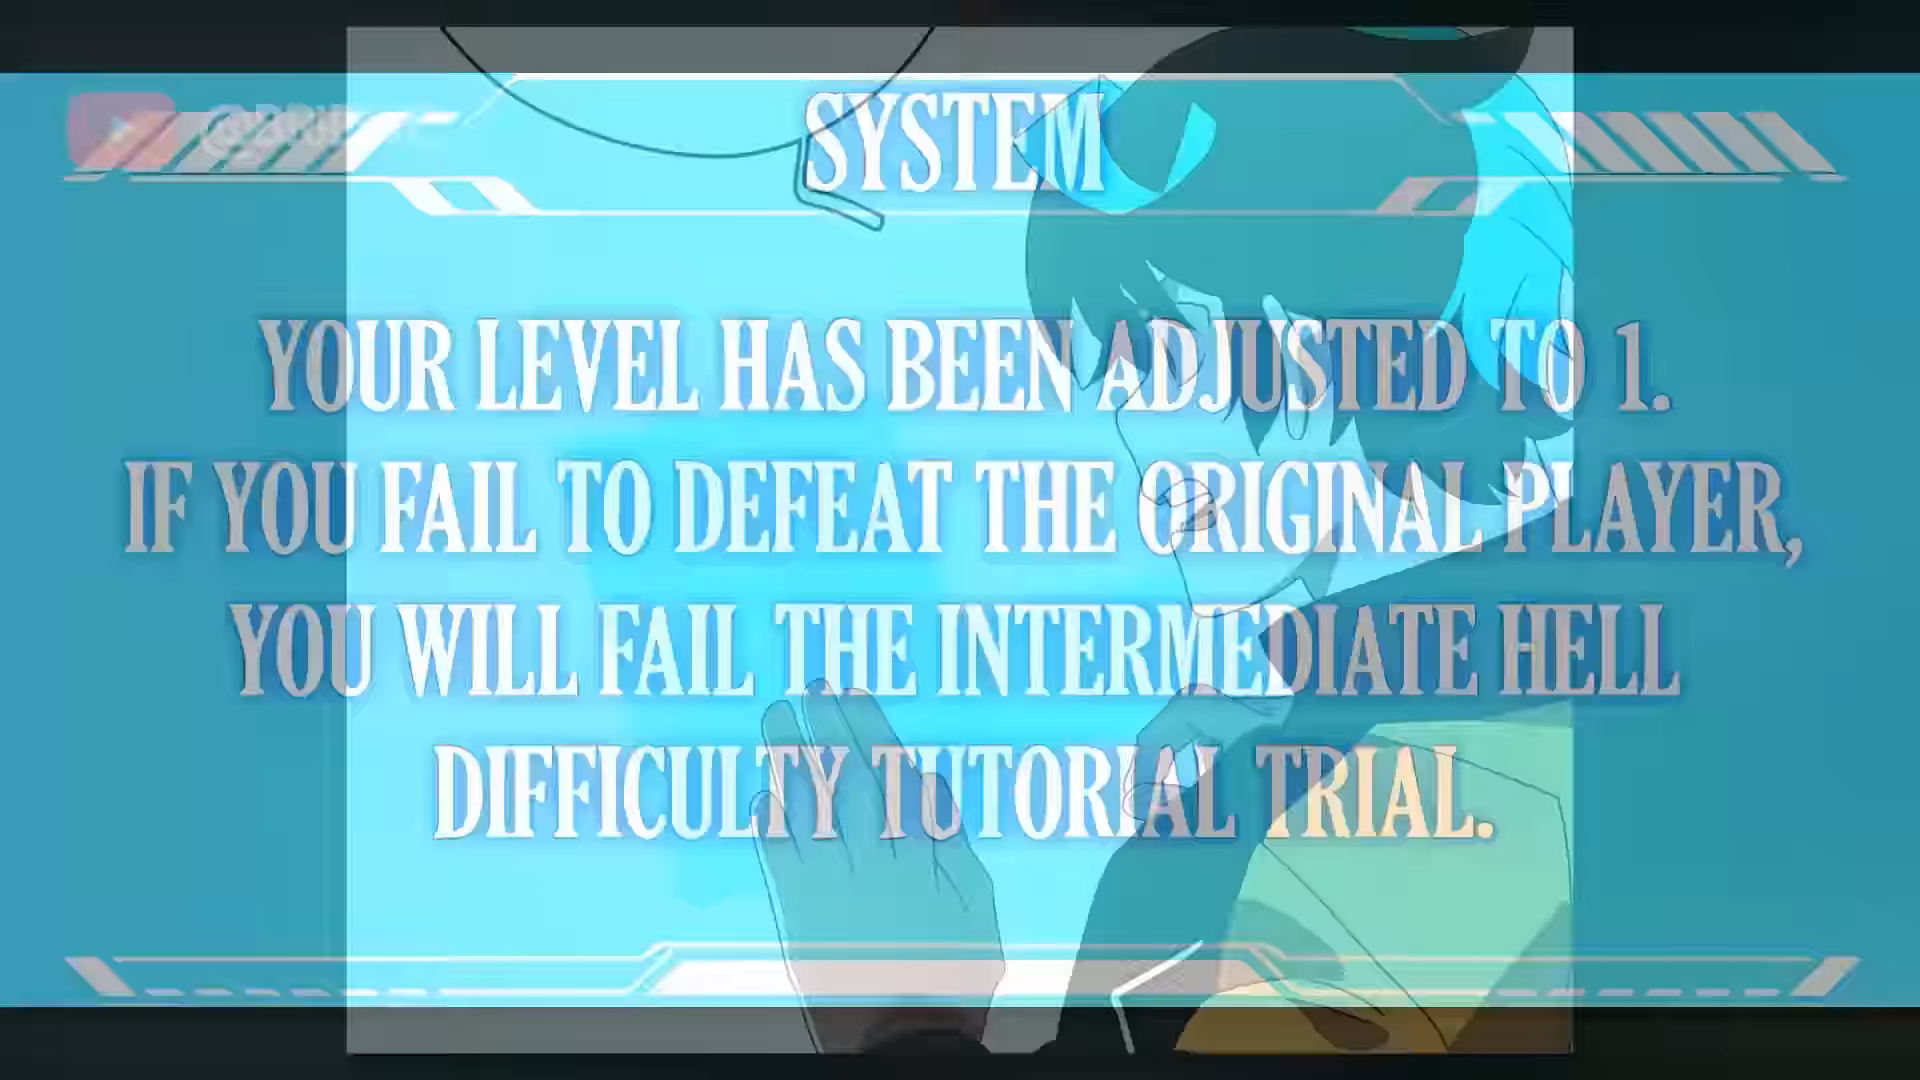 SYSTEM
YOUR LEVEL HAS BEEN ADJUSTED TO 1.
IF YOU FAIL TO DEFEAT THE ORIGINAL PLAYER,
YOU WILL FAIL THE INTERMEDIATE HELL
DIFFICULTY TUTORIAL TRIAL.